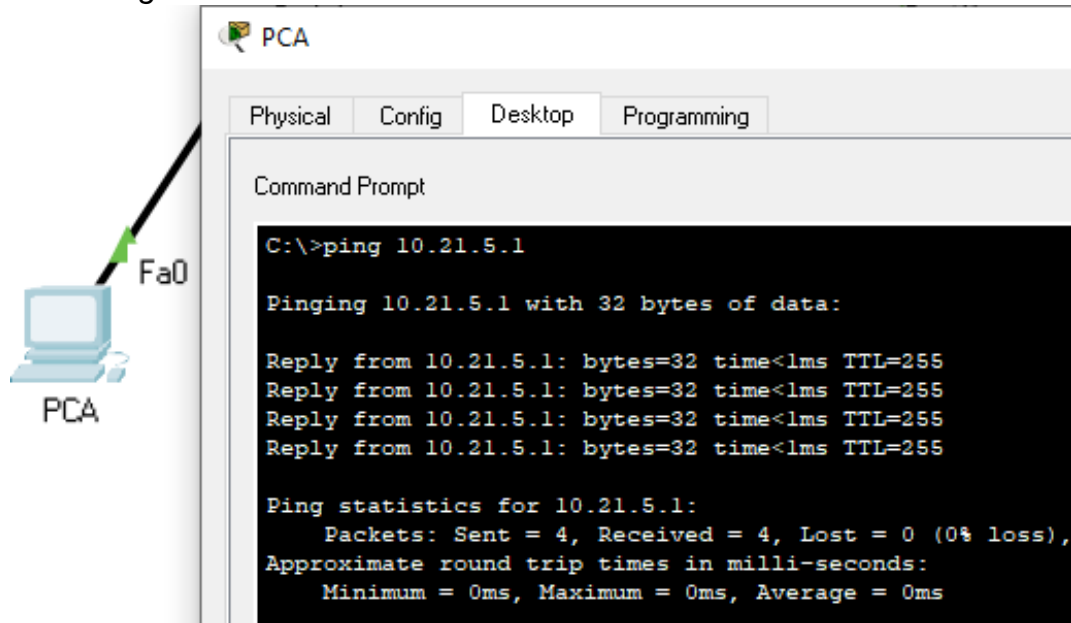 PCA
Physical Config Desktop Programming
Command Prompt
C:\>ping 10.21.5.1
Pinging 10.21.5.1 with 32 bytes of data:
Reply from 10.21.5.1: bytes=32 time<1ms TTL=255
Reply from 10.21.5.1: bytes=32 time<1ms TTL=255
Reply from 10.21.5.1: bytes=32 time<1ms TTL=255
Reply from 10.21.5.1: bytes=32 time<1ms TTL=255
Ping statistics for 10.21.5.1:
Packets: Sent = 4, Received = 4, Lost = 0 (0% loss),
Approximate round trip times in milli-seconds:
Minimum = 0ms, Maximum = 0ms, Average = 0ms
Fa0
PCA